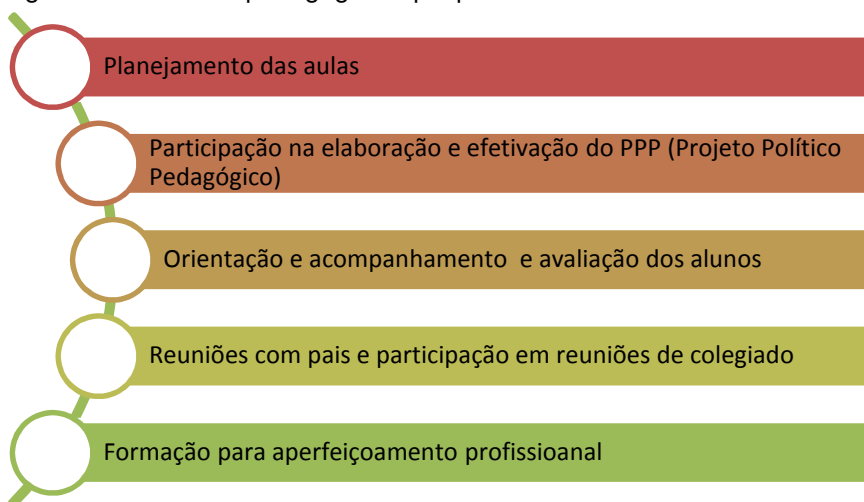 Planejamento das aulas
Participação na elaboração e efetivação do PPP (Projeto Político
Pedagógico)
Orientação e acompanhamento  e avaliação dos alunos
Reuniões com pais e participação em reuniões de colegiado
Formação para aperfeiçoamento profissioanal